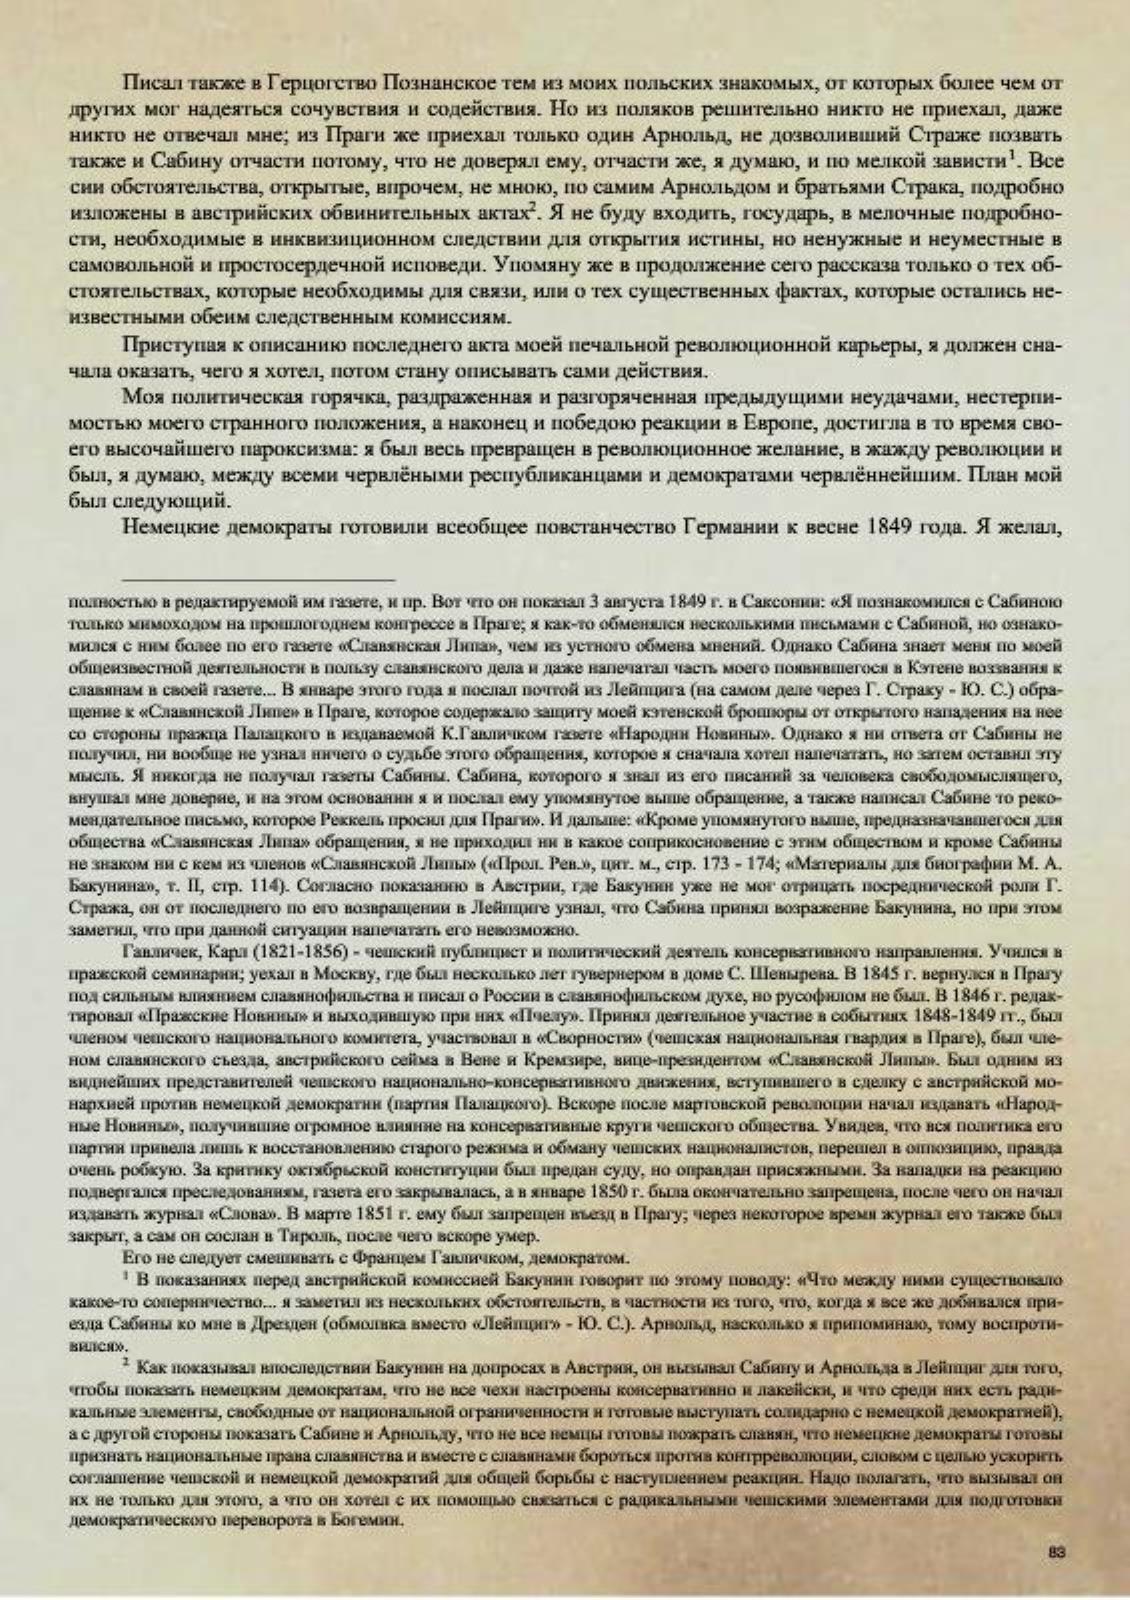 Писал также в Герцогство Познанское тем из моих польских знакомых, от которых более чем от
других мог надеяться сочувствия и содействия. Но из поляков решительно никто не приехал, даже
никто не отвечал мне; из Праги же приехал только один Арнольд, не дозволивший Страже позвать
также и Сабину отчасти потому, что не доверял ему, отчасти же, я думаю, и по мелкой зависти¹. Все
сии обстоятельства, открытые, впрочем, не мною, по самим Арнольдом и братьями Страка, подробно
изложены в австрийских обвинительных актах². Я не буду входить, государь, в мелочные подробно-
сти, необходимые в инквизиционном следствии для открытия истины, но ненужные и неуместные в
самовольной и простосердечной исповеди. Упомяну же в продолжение сего рассказа только о тех об-
стоятельствах, которые необходимы для связи, или о тех существенных фактах, которые остались не-
известными обеим следственным комиссиям.
Приступая к описанию последнего акта моей печальной революционной карьеры, я должен сна-
чала оказать, чего я хотел, потом стану описывать сами действия.
Моя политическая горячка, раздраженная и разгоряченная предыдущими неудачами, нестерпи-
мостью моего странного положения, а наконец и победою реакции в Европе, достигла в то время сво-
его высочайшего пароксизма: я был весь превращен в революционное желание, в жажду революции и
был, я думаю, между всеми червлёными республиканцами и демократами червлённейшим. План мой
был следующий.
Немецкие демократы готовили всеобщее повстанчество Германии к весне 1849 года. Я желал,
полностью в редактируемой им газете, и пр. Вот что он показал 3 августа 1849 г. в Саксонии: «Я познакомился с Сабиною
только мимоходом на прошлогоднем конгрессе в Праге; я как-то обменялся несколькими письмами с Сабиной, но ознако-
мился с ним более по его газете «Славянская Липа», чем из устного обмена мнений. Однако Сабина знает меня по моей
общеизвестной деятельности в пользу славянского дела и даже напечатал часть моего появившегося в Кэтене воззвания к
славянам в своей газете... В январе этого года я послал почтой из Лейпцига (на самом деле через Г. Страку - Ю. С.) обра-
щение к «Славянской Липе» в Праге, которое содержало защиту моей кэтенской брошюры от открытого нападения на нее
со стороны пражца Палацкого в издаваемой К.Гавличком газете «Народни Новины». Однако я ни ответа от Сабины не
получил, ни вообще не узнал ничего о судьбе этого обращения, которое я сначала хотел напечатать, но затем оставил эту
мысль. Я никогда не получал газеты Сабины. Сабина, которого я знал из его писаний за человека свободомыслящего,
внушал мне доверие, и на этом основании я и послал ему упомянутое выше обращение, а также написал Сабине то реко-
мендательное письмо, которое Реккель просил для Праги». И дальше: «Кроме упомянутого выше, предназначавшегося для
общества «Славянская Липа» обращения, я не приходил ни в какое соприкосновение с этим обществом и кроме Сабины
не знаком ни с кем из членов «Славянской Липы» («Прол. Рев.», цит. м., стр. 173 - 174; «Материалы для биографии М. А.
Бакунина», т. II, стр. 114). Согласно показанию в Австрии, где Бакунин уже не мог отрицать посреднической роли Г.
Стража, он от последнего по его возвращении в Лейпциге узнал, что Сабина принял возражение Бакунина, но при этом
заметил, что при данной ситуации напечатать его невозможно.
Гавличек, Карл (1821-1856) - чешский публицист и политический деятель консервативного направления. Учился в
пражской семинарии; уехал в Москву, где был несколько лет гувернером в доме С. Шевырева. В 1845 г. вернулся в Прагу
под сильным влиянием славянофильства и писал о России в славянофильском духе, но русофилом не был. В 1846 г. редак-
тировал «Пражские Новины» и выходившую при них «Пчелу». Принял деятельное участие в событиях 1848-1849 гг., был
членом чешского национального комитета, участвовал в «Сворности» (чешская национальная гвардия в Праге), был чле-
ном славянского съезда, австрийского сейма в Вене и Кремзире, вице-президентом «Славянской Липы». Был одним из
виднейших представителей чешского национально-консервативного движения, вступившего в сделку с австрийской мо-
нархией против немецкой демократии (партия Палацкого). Вскоре после мартовской революции начал издавать «Народ-
ные Новины», получившие огромное влияние на консервативные круги чешского общества. Увидев, что вся политика его
партии привела лишь к восстановлению старого режима и обману чешских националистов, перешел в оппозицию, правда
очень робкую. За критику октябрьской конституции был предан суду, но оправдан присяжными. За нападки на реакцию
подвергался преследованиям, газета его закрывалась, а в январе 1850 г. была окончательно запрещена, после чего он начал
издавать журнал «Слова». В марте 1851 г. ему был запрещен въезд в Прагу; через некоторое время журнал его также был
закрыт, а сам он сослан в Тироль, после чего вскоре умер.
Его не следует смешивать с Францем Гавличком, демократом.
¹ В показаниях перед австрийской комиссией Бакунин говорит по этому поводу: «Что между ними существовало
какое-то соперничество... я заметил из нескольких обстоятельств, в частности из того, что, когда я все же добивался при-
езда Сабины ко мне в Дрезден (обмолвка вместо «Лейпциг» - Ю. С.). Арнольд, насколько я припоминаю, тому воспроти-
вился».
² Как показывал впоследствии Бакунин на допросах в Австрии, он вызывал Сабину и Арнольда в Лейпциг для того,
чтобы показать немецким демократам, что не все чехи настроены консервативно и лакейски, и что среди них есть ради-
кальные элементы, свободные от национальной ограниченности и готовые выступать солидарно с немецкой демократией),
а с другой стороны показать Сабине и Арнольду, что не все немцы готовы пожрать славян, что немецкие демократы готовы
признать национальные права славянства и вместе с славянами бороться против контрреволюции, словом с целью ускорить
соглашение чешской и немецкой демократий для общей борьбы с наступлением реакции. Надо полагать, что вызывал он
их не только для этого, а что он хотел с их помощью связаться с радикальными чешскими элементами для подготовки
демократического переворота в Богемии.
83